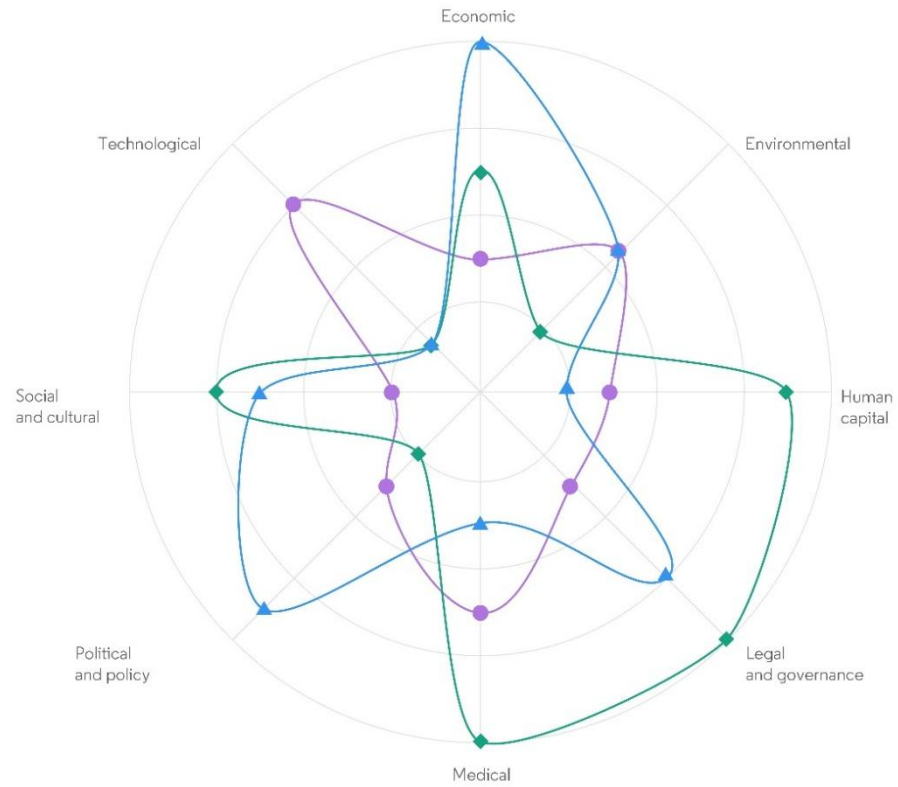 Economic
Technological
Environmental
Social
and cultural
Human
capital
Political
and policy
Legal
and governance
Medical